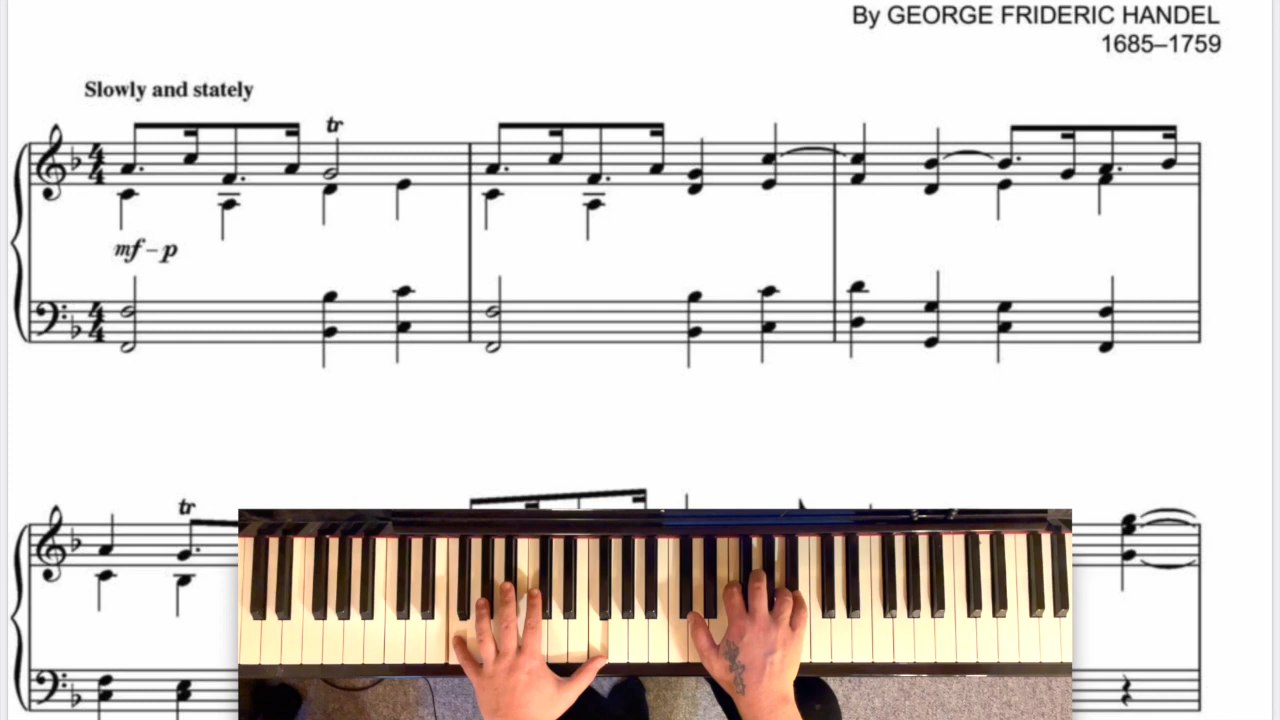 By GEORGE FRIDERIC HANDEL
1685–1759
Slowly and stately
tr
mf – p
tr